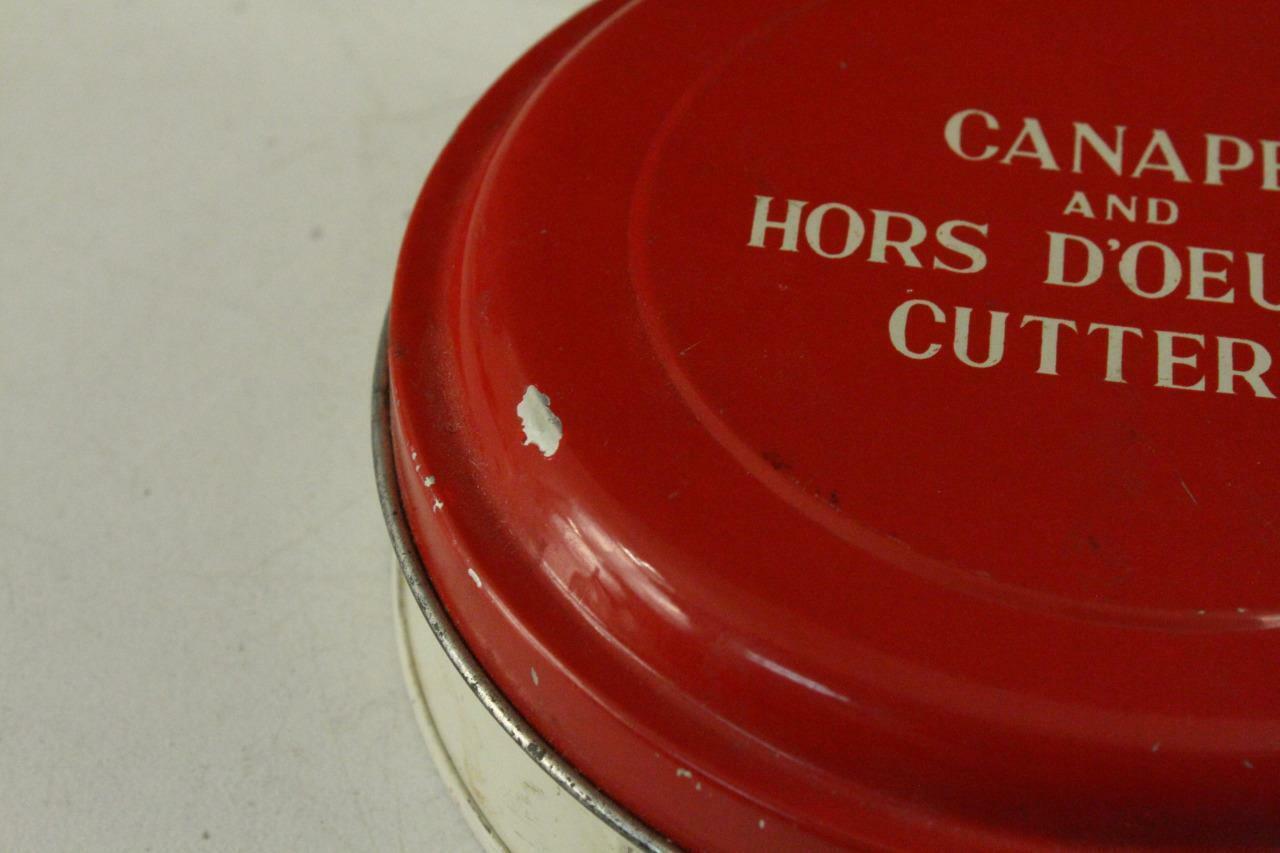 CANAPE
AND
HORS D'OEU
CUTTER